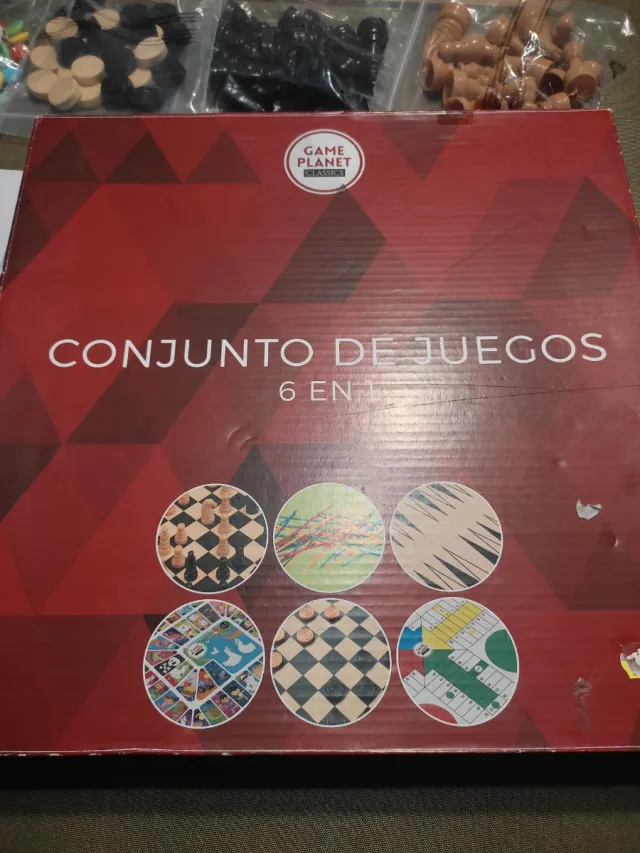 GAME
PLANET
CLASSICS
CONJUNTO DE JUEGOS
6 EN 1